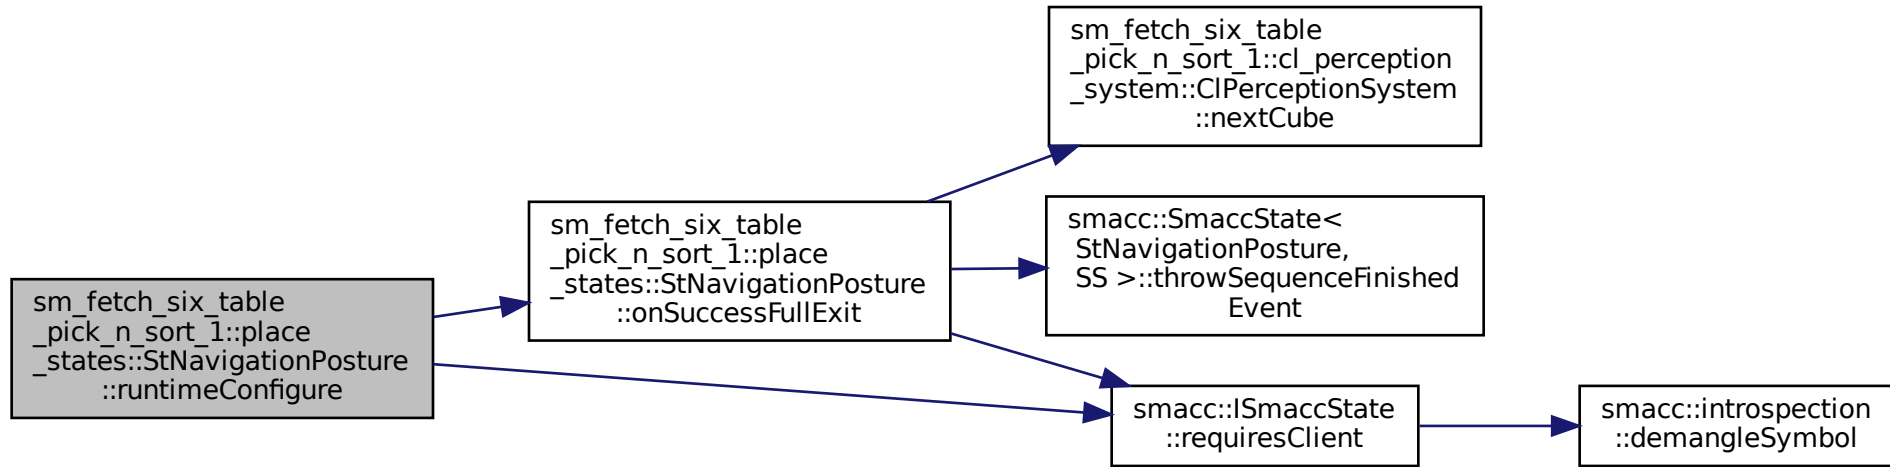 sm_fetch_six_table
_pick_n_sort_1::cl_perception
_system::ClPerceptionSystem
::nextCube
sm_fetch_six_table
_pick_n_sort_1::place
_states::StNavigationPosture
::onSuccessFullExit
smacc::SmaccState<
StNavigationPosture,
SS >::throwSequenceFinished
Event
sm_fetch_six_table
_pick_n_sort_1::place
_states::StNavigationPosture
::runtimeConfigure
smacc::ISmaccState
::requiresClient
smacc::introspection
::demangleSymbol